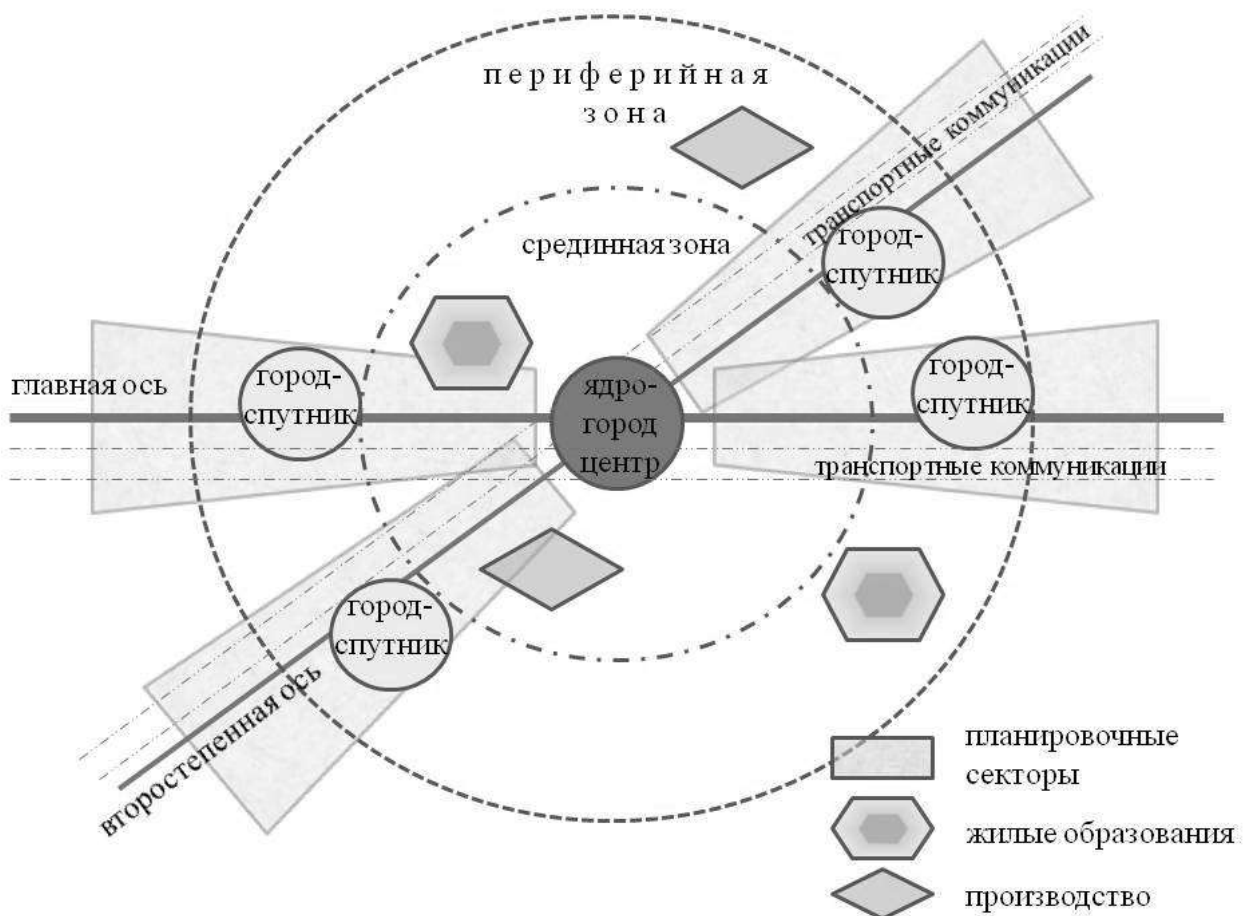 периферийная
зона
транспортные коммуникации
срединная зона
город-
спутник
главная ось
город-
спутник
ядро-
город
центр
город-
спутник
транспортные коммуникации
город-
спутник
второстепенная ось
планировочные
секторы
жилые образования
производство